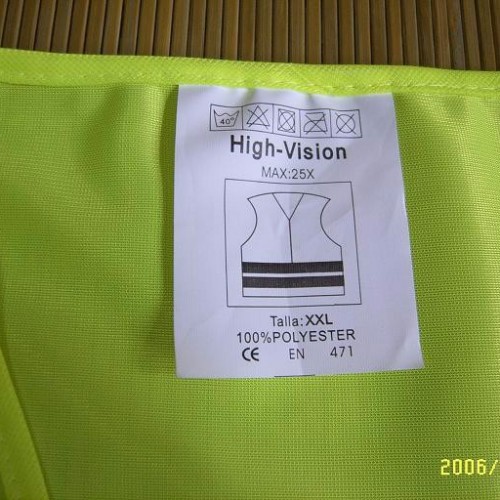 40°
High-Vision
MAX:25X
Talla: XXL
100%POLYESTER
CE EN 471
2006/